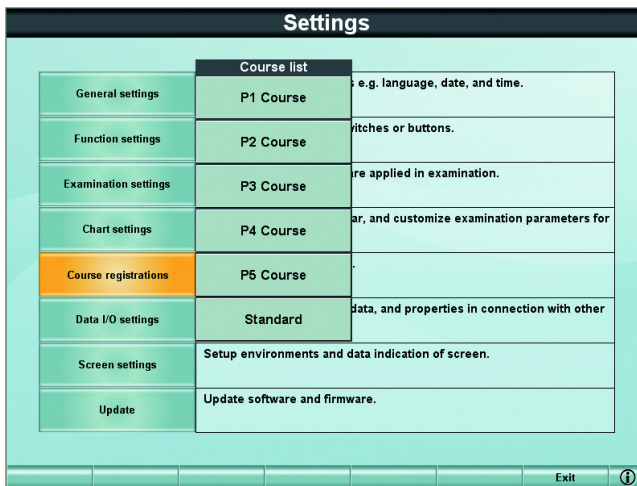 Settings
Course list
General settings
P1 Course
e.g. language, date, and time.
Function settings
P2 Course
or buttons.
Examination settings
P3 Course
are applied in examination.
Chart settings
P4 Course
and customize examination parameters for
Course registrations
P5 Course
.
Data I/O settings
Standard
data, and properties in connection with other
Screen settings
Setup environments and data indication of screen.
Update
Update software and firmware.
Exit